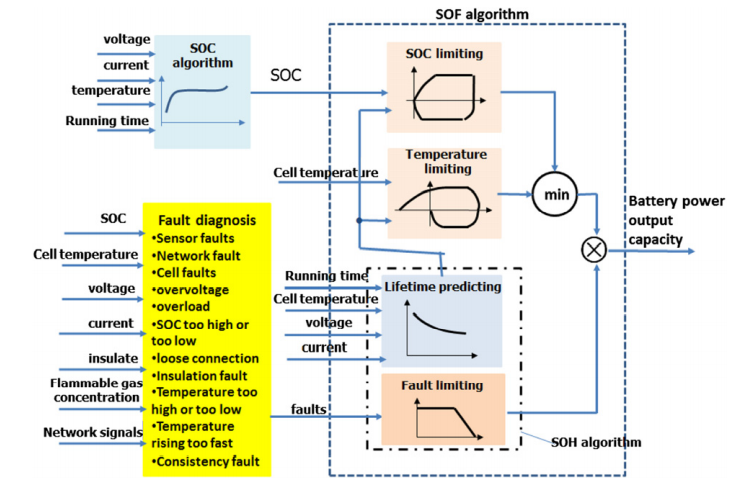 SOF algorithm
voltage
current
temperature
Running time
SOC
algorithm
SOC
SOC limiting
Cell temperature
Temperature
limiting
min
Battery power
output
capacity
SOC
Cell temperature
voltage
current
insulate
Flammable gas
concentration
Network signals
Fault diagnosis
•Sensor faults
•Network fault
•Cell faults
•overvoltage
•overload
•SOC too high or
too low
•loose connection
•Insulation fault
•Temperature too
high or too low
•Temperature
rising too fast
•Consistency fault
Running time
Cell temperature
voltage
current
Lifetime predicting
faults
Fault limiting
SOH algorithm